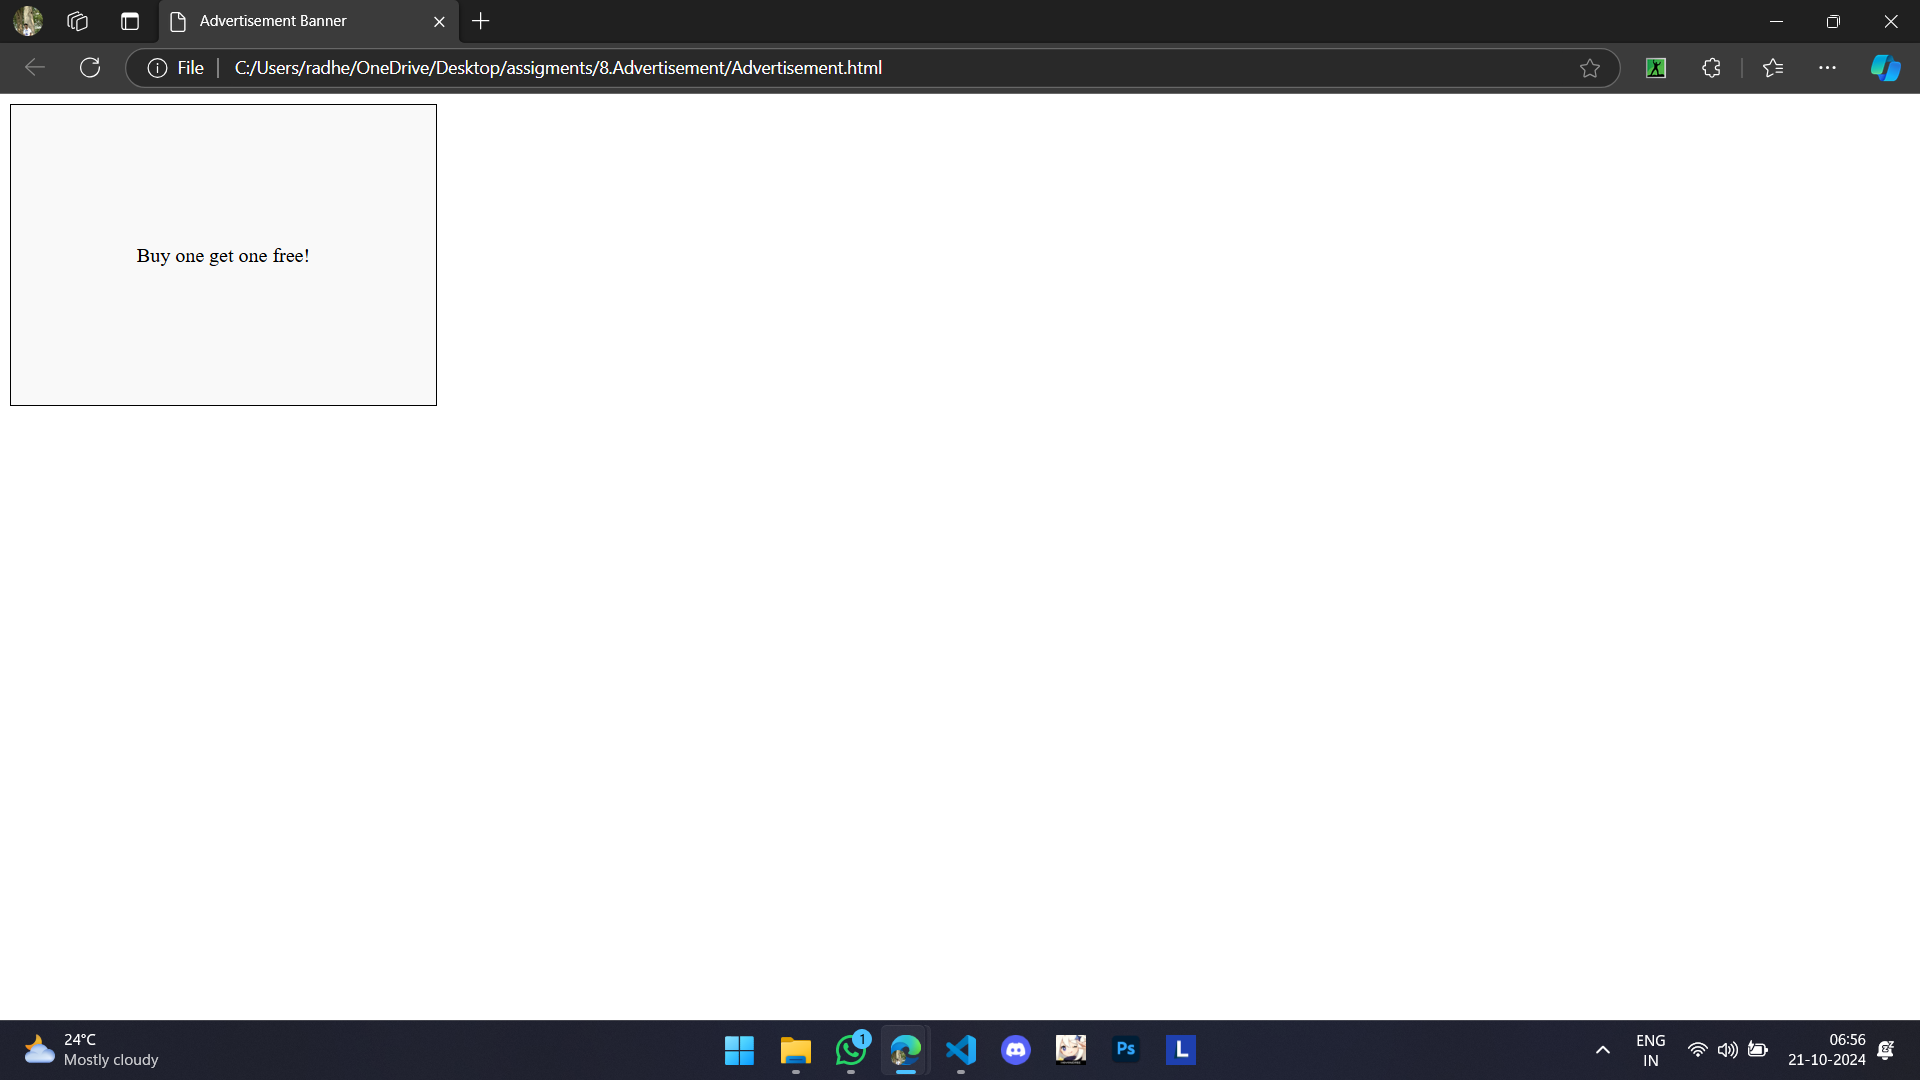 Advertisement Banner
File
C:/Users/radhe/OneDrive/Desktop/assigments/8.Advertisement/Advertisement.html
Buy one get one free!
24°C
Mostly cloudy
1
Ps
L
ENG
IN
06:56
21-10-2024